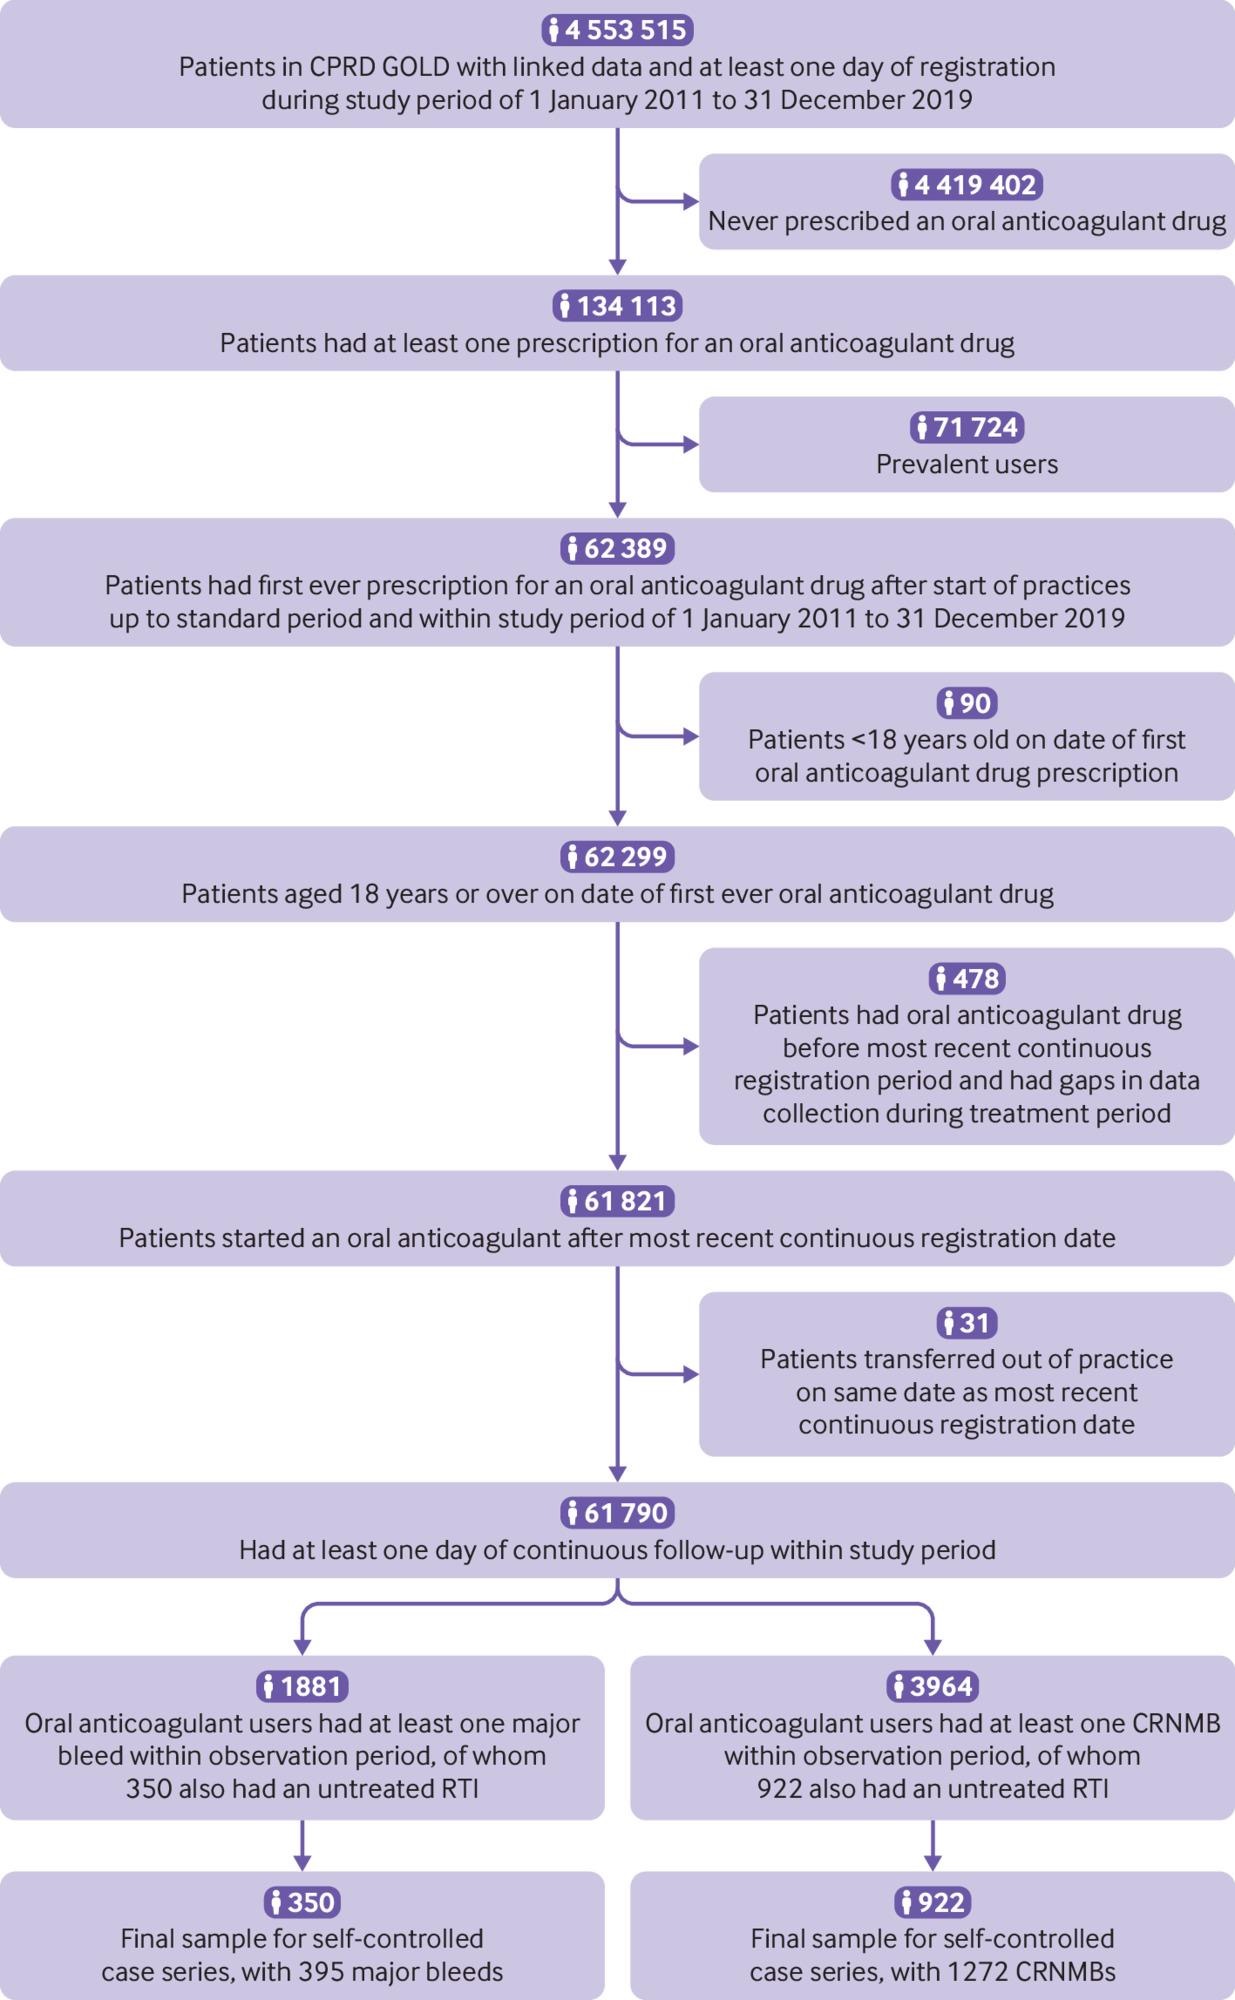 4 553 515
Patients in CPRD GOLD with linked data and at least one day of registration
during study period of 1 January 2011 to 31 December 2019
4 419 402
Never prescribed an oral anticoagulant drug
134 113
Patients had at least one prescription for an oral anticoagulant drug
71 724
Prevalent users
62 389
Patients had first ever prescription for an oral anticoagulant drug after start of practices
up to standard period and within study period of 1 January 2011 to 31 December 2019
90
Patients <18 years old on date of first
oral anticoagulant drug prescription
62 299
Patients aged 18 years or over on date of first ever oral anticoagulant drug
478
Patients had oral anticoagulant drug
before most recent continuous
registration period and had gaps in data
collection during treatment period
61 821
Patients started an oral anticoagulant after most recent continuous registration date
31
Patients transferred out of practice
on same date as most recent
continuous registration date
61 790
Had at least one day of continuous follow-up within study period
1881
Oral anticoagulant users had at least one major
bleed within observation period, of whom
350 also had an untreated RTI
3964
Oral anticoagulant users had at least one CRNMB
within observation period, of whom
922 also had an untreated RTI
350
Final sample for self-controlled
case series, with 395 major bleeds
922
Final sample for self-controlled
case series, with 1272 CRNMBs